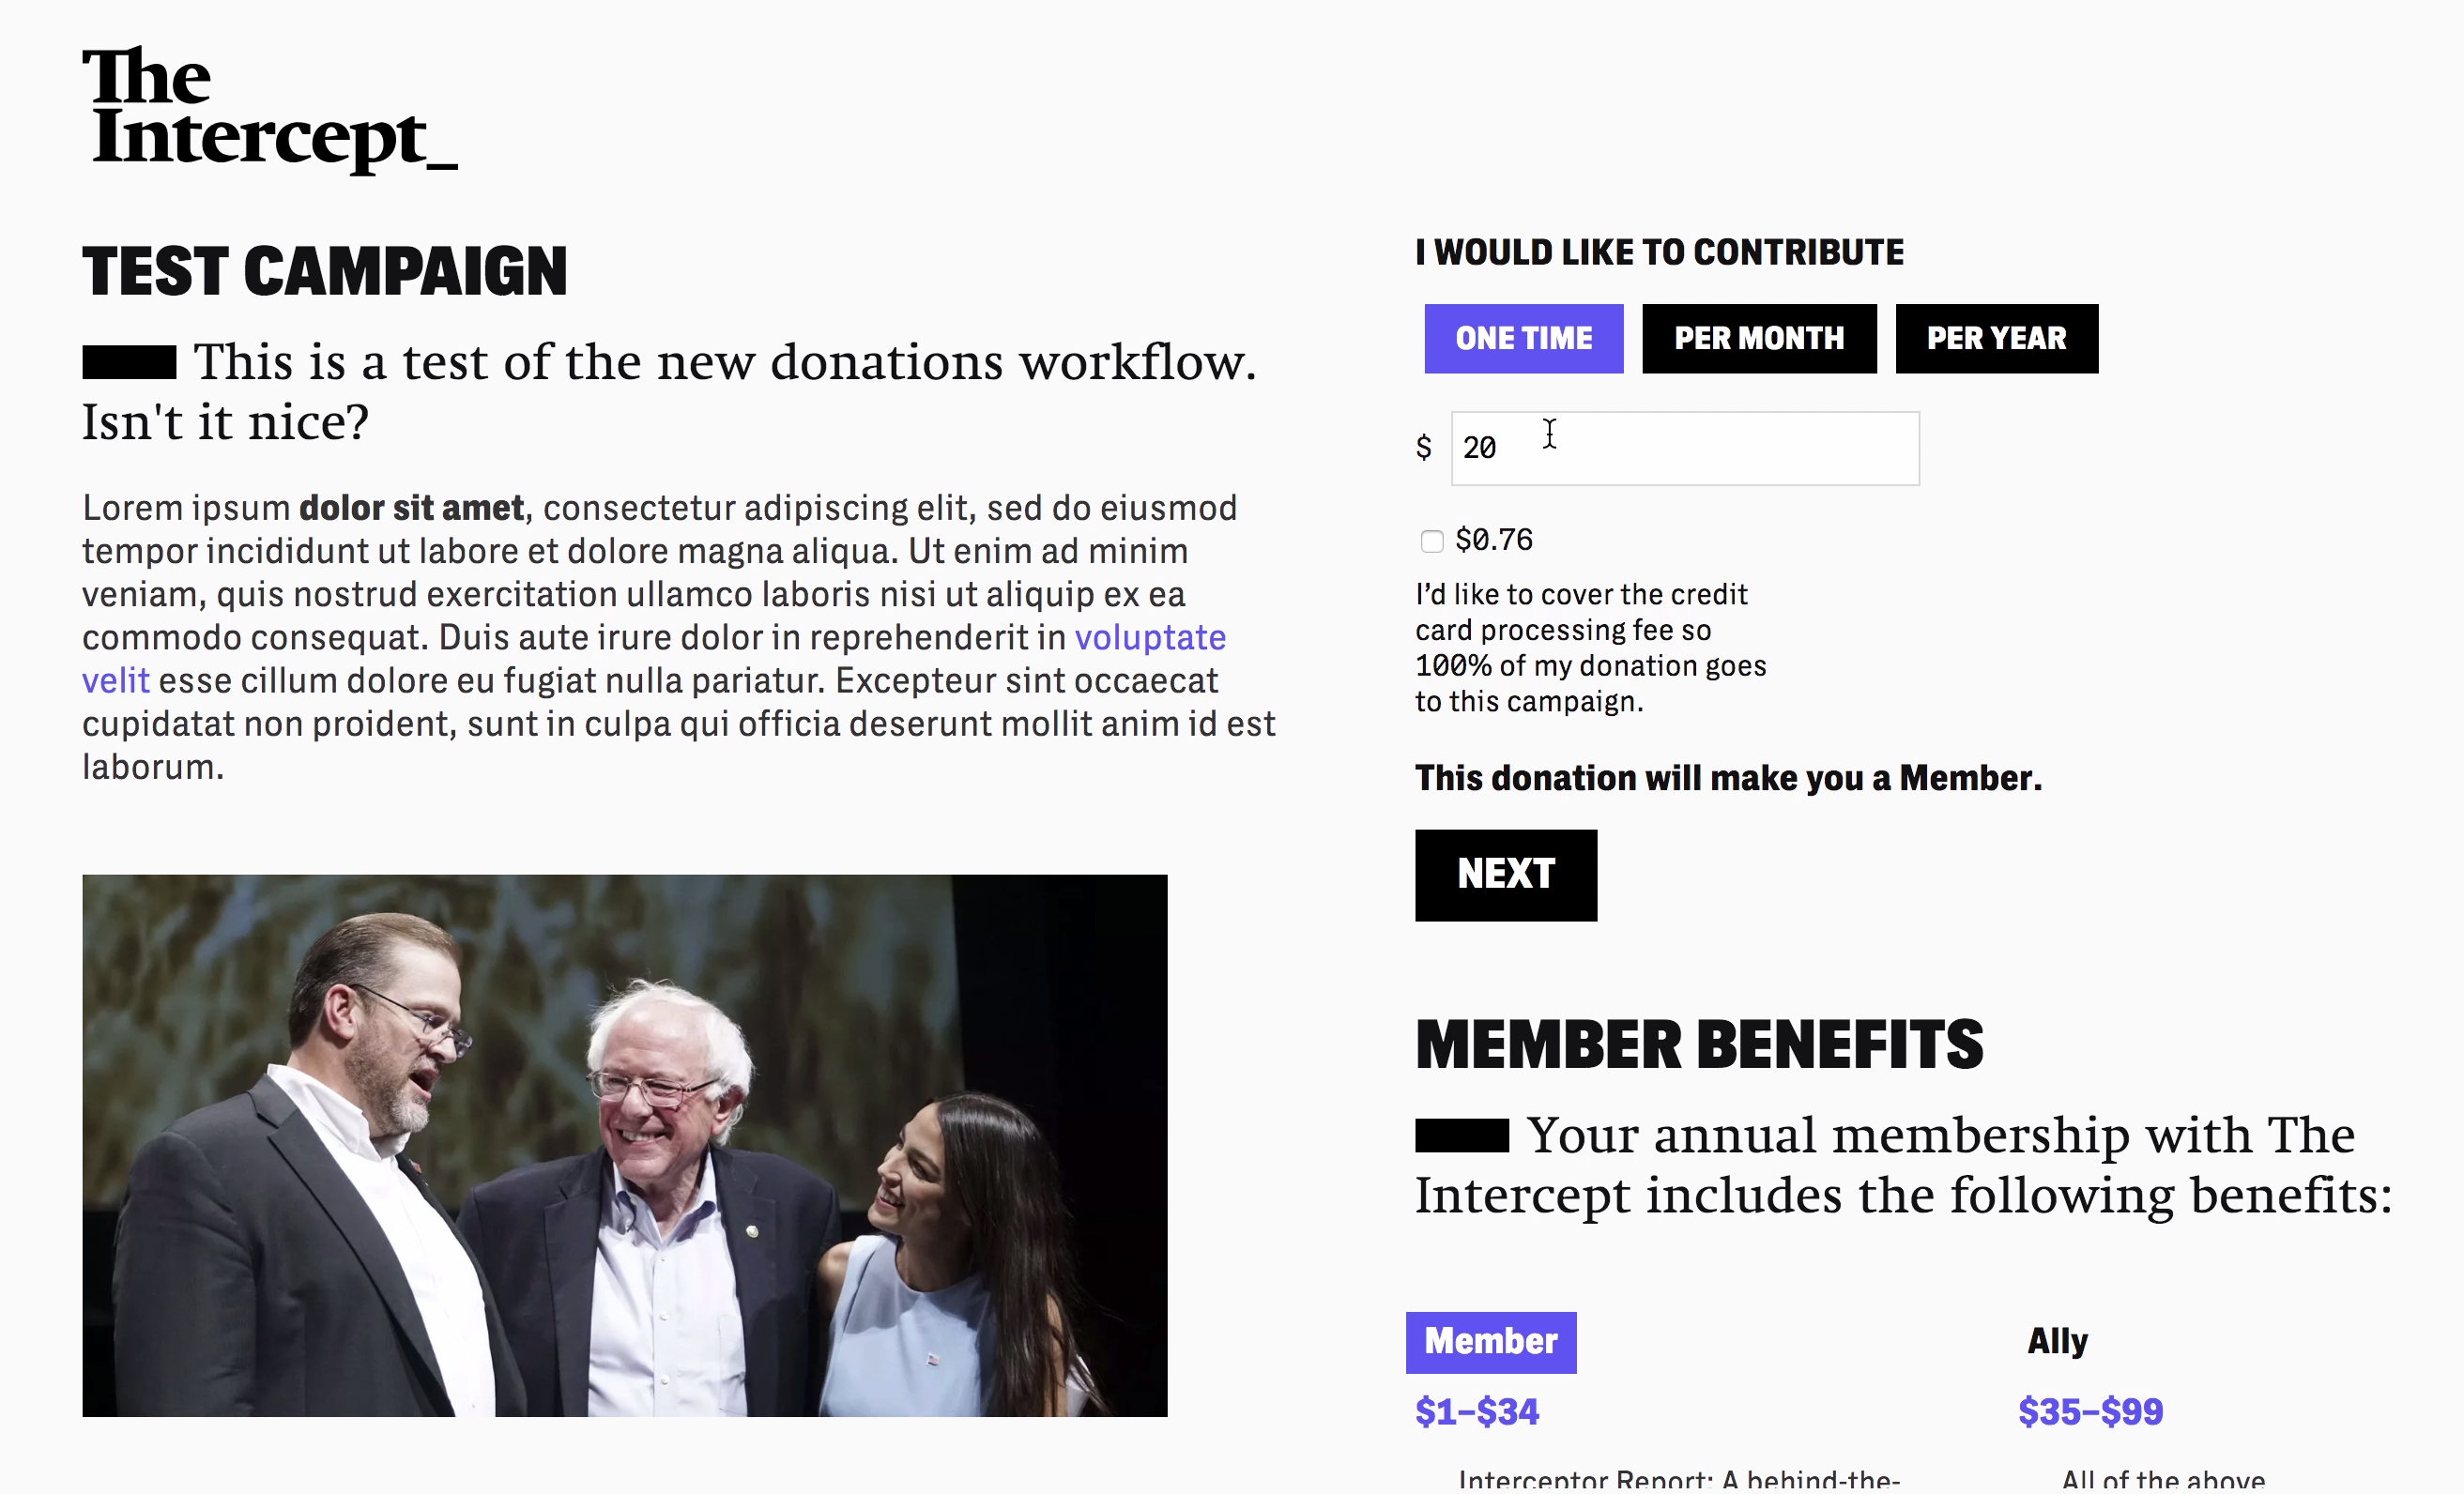 The
Intercept_
TEST CAMPAIGN
This is a test of the new donations workflow.
Isn't it nice?
Lorem ipsum dolor sit amet, consectetur adipiscing elit, sed do eiusmod
tempor incididunt ut labore et dolore magna aliqua. Ut enim ad minim
veniam, quis nostrud exercitation ullamco laboris nisi ut aliquip ex ea
commodo consequat. Duis aute irure dolor in reprehenderit in voluptate
velit esse cillum dolore eu fugiat nulla pariatur. Excepteur sint occaecat
cupidatat non proident, sunt in culpa qui officia deserunt mollit anim id est
laborum.
I WOULD LIKE TO CONTRIBUTE
ONE TIME PER MONTH PER YEAR
$ 20
$0.76
I’d like to cover the credit
card processing fee so
100% of my donation goes
to this campaign.
This donation will make you a Member.
NEXT
MEMBER BENEFITS
Your annual membership with The
Intercept includes the following benefits:
Member Ally
$1–$34 $35–$99
Interceptor Report: A behind-the- All of the above